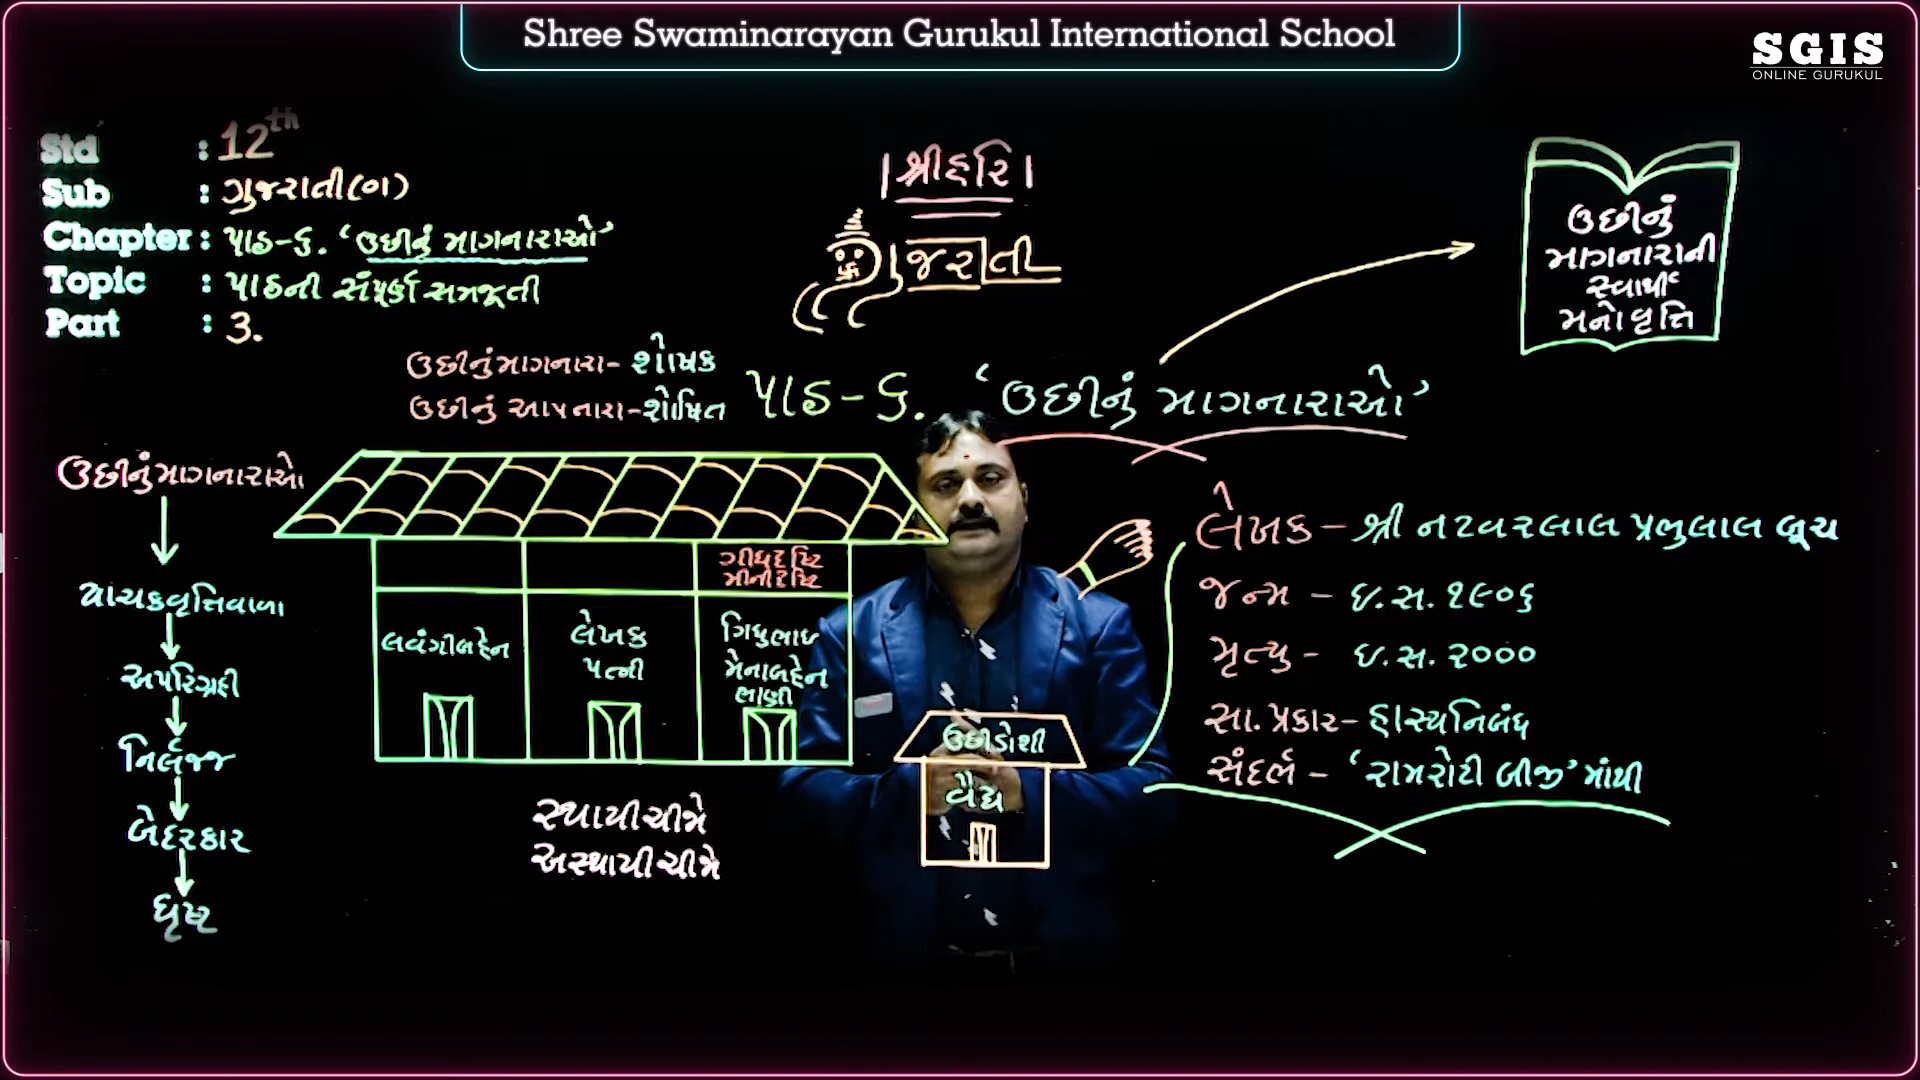 Shree Swaminarayan Gurukul International School
SGIS
ONLINE GURUKUL
Std : 12th
Sub : ગુજરાતી(૦૧)
Chapter : પાઠ-૬. ‘ઉછીનું માગનારાઓ’
Topic : પાઠની સંપૂર્ણ સમજૂતી
Part : 3.
।શ્રીહરિ।
ગુજરાતી
ઉછીનું
માગનારાની
સ્વાર્થી
મનોવૃત્તિ
ઉછીનું માગનારા- શોષક
ઉછીનું આપનારા-શોષિત
પાઠ - ૬. ‘ઉછીનું માગનારાઓ’
ઉછીનું માગનારાઓ
યાચકવૃત્તિવાળા
અપરિગ્રહી
નિર્લજ્જ
બેદરકાર
ધૃષ્ટ
ગીધદૃષ્ટિ
મીનીદૃષ્ટિ
લવંગીબહેન
લેખક
પત્ની
ગિધુભાઇ
મેનાબહેન
ભાણી
સ્થાયી ચીજો
અસ્થાયી ચીજો
ઉછીડોશી
વૈદ્ય
લેખક - શ્રી નટવરલાલ પ્રભુલાલ બૂચ
જન્મ - ઇ.સ. ૧૯૦૬
મૃત્યુ - ઇ.સ. ૨૦૦૦
સા. પ્રકાર- હાસ્યનિબંધ
સંદર્ભ - ‘રામરોટી બીજી’ માંથી